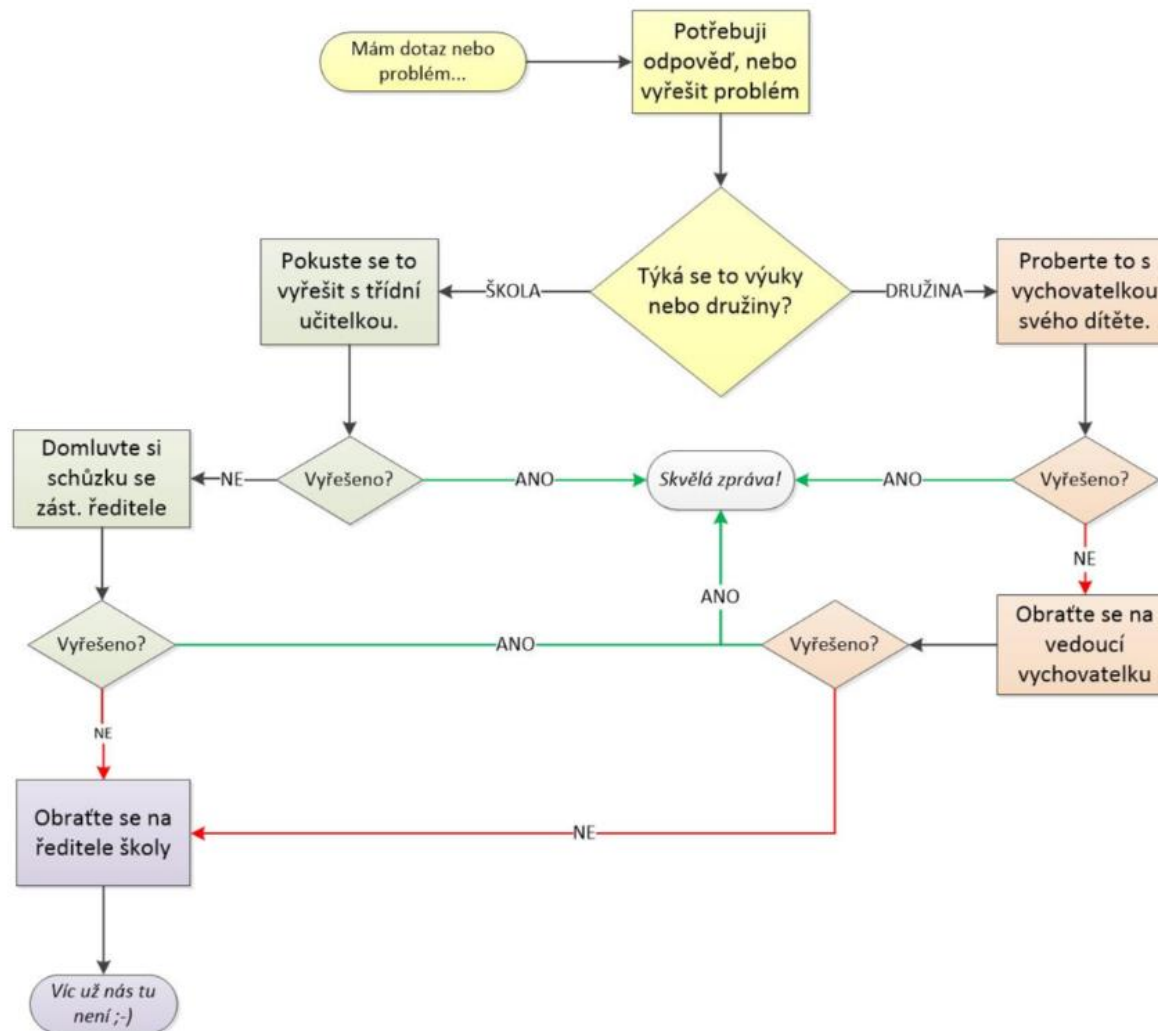 Mám dotaz nebo
problém...
Potřebuji
odpověď, nebo
vyřešit problém
Týká se to výuky
nebo družiny?
ŠKOLA
DRUŽINA
Pokuste se to
vyřešit s třídní
učitelkou.
Proberte to s
vychovatelkou
svého dítěte.
Domluvte si
schůzku se
zást. ředitele
NE
Vyřešeno?
ANO
Skvělá zpráva!
ANO
Vyřešeno?
NE
ANO
Vyřešeno?
ANO
Vyřešeno?
Obraťte se na
vedoucí
vychovatelku
NE
Obraťte se na
ředitele školy
NE
Víc už nás tu
není ;-)